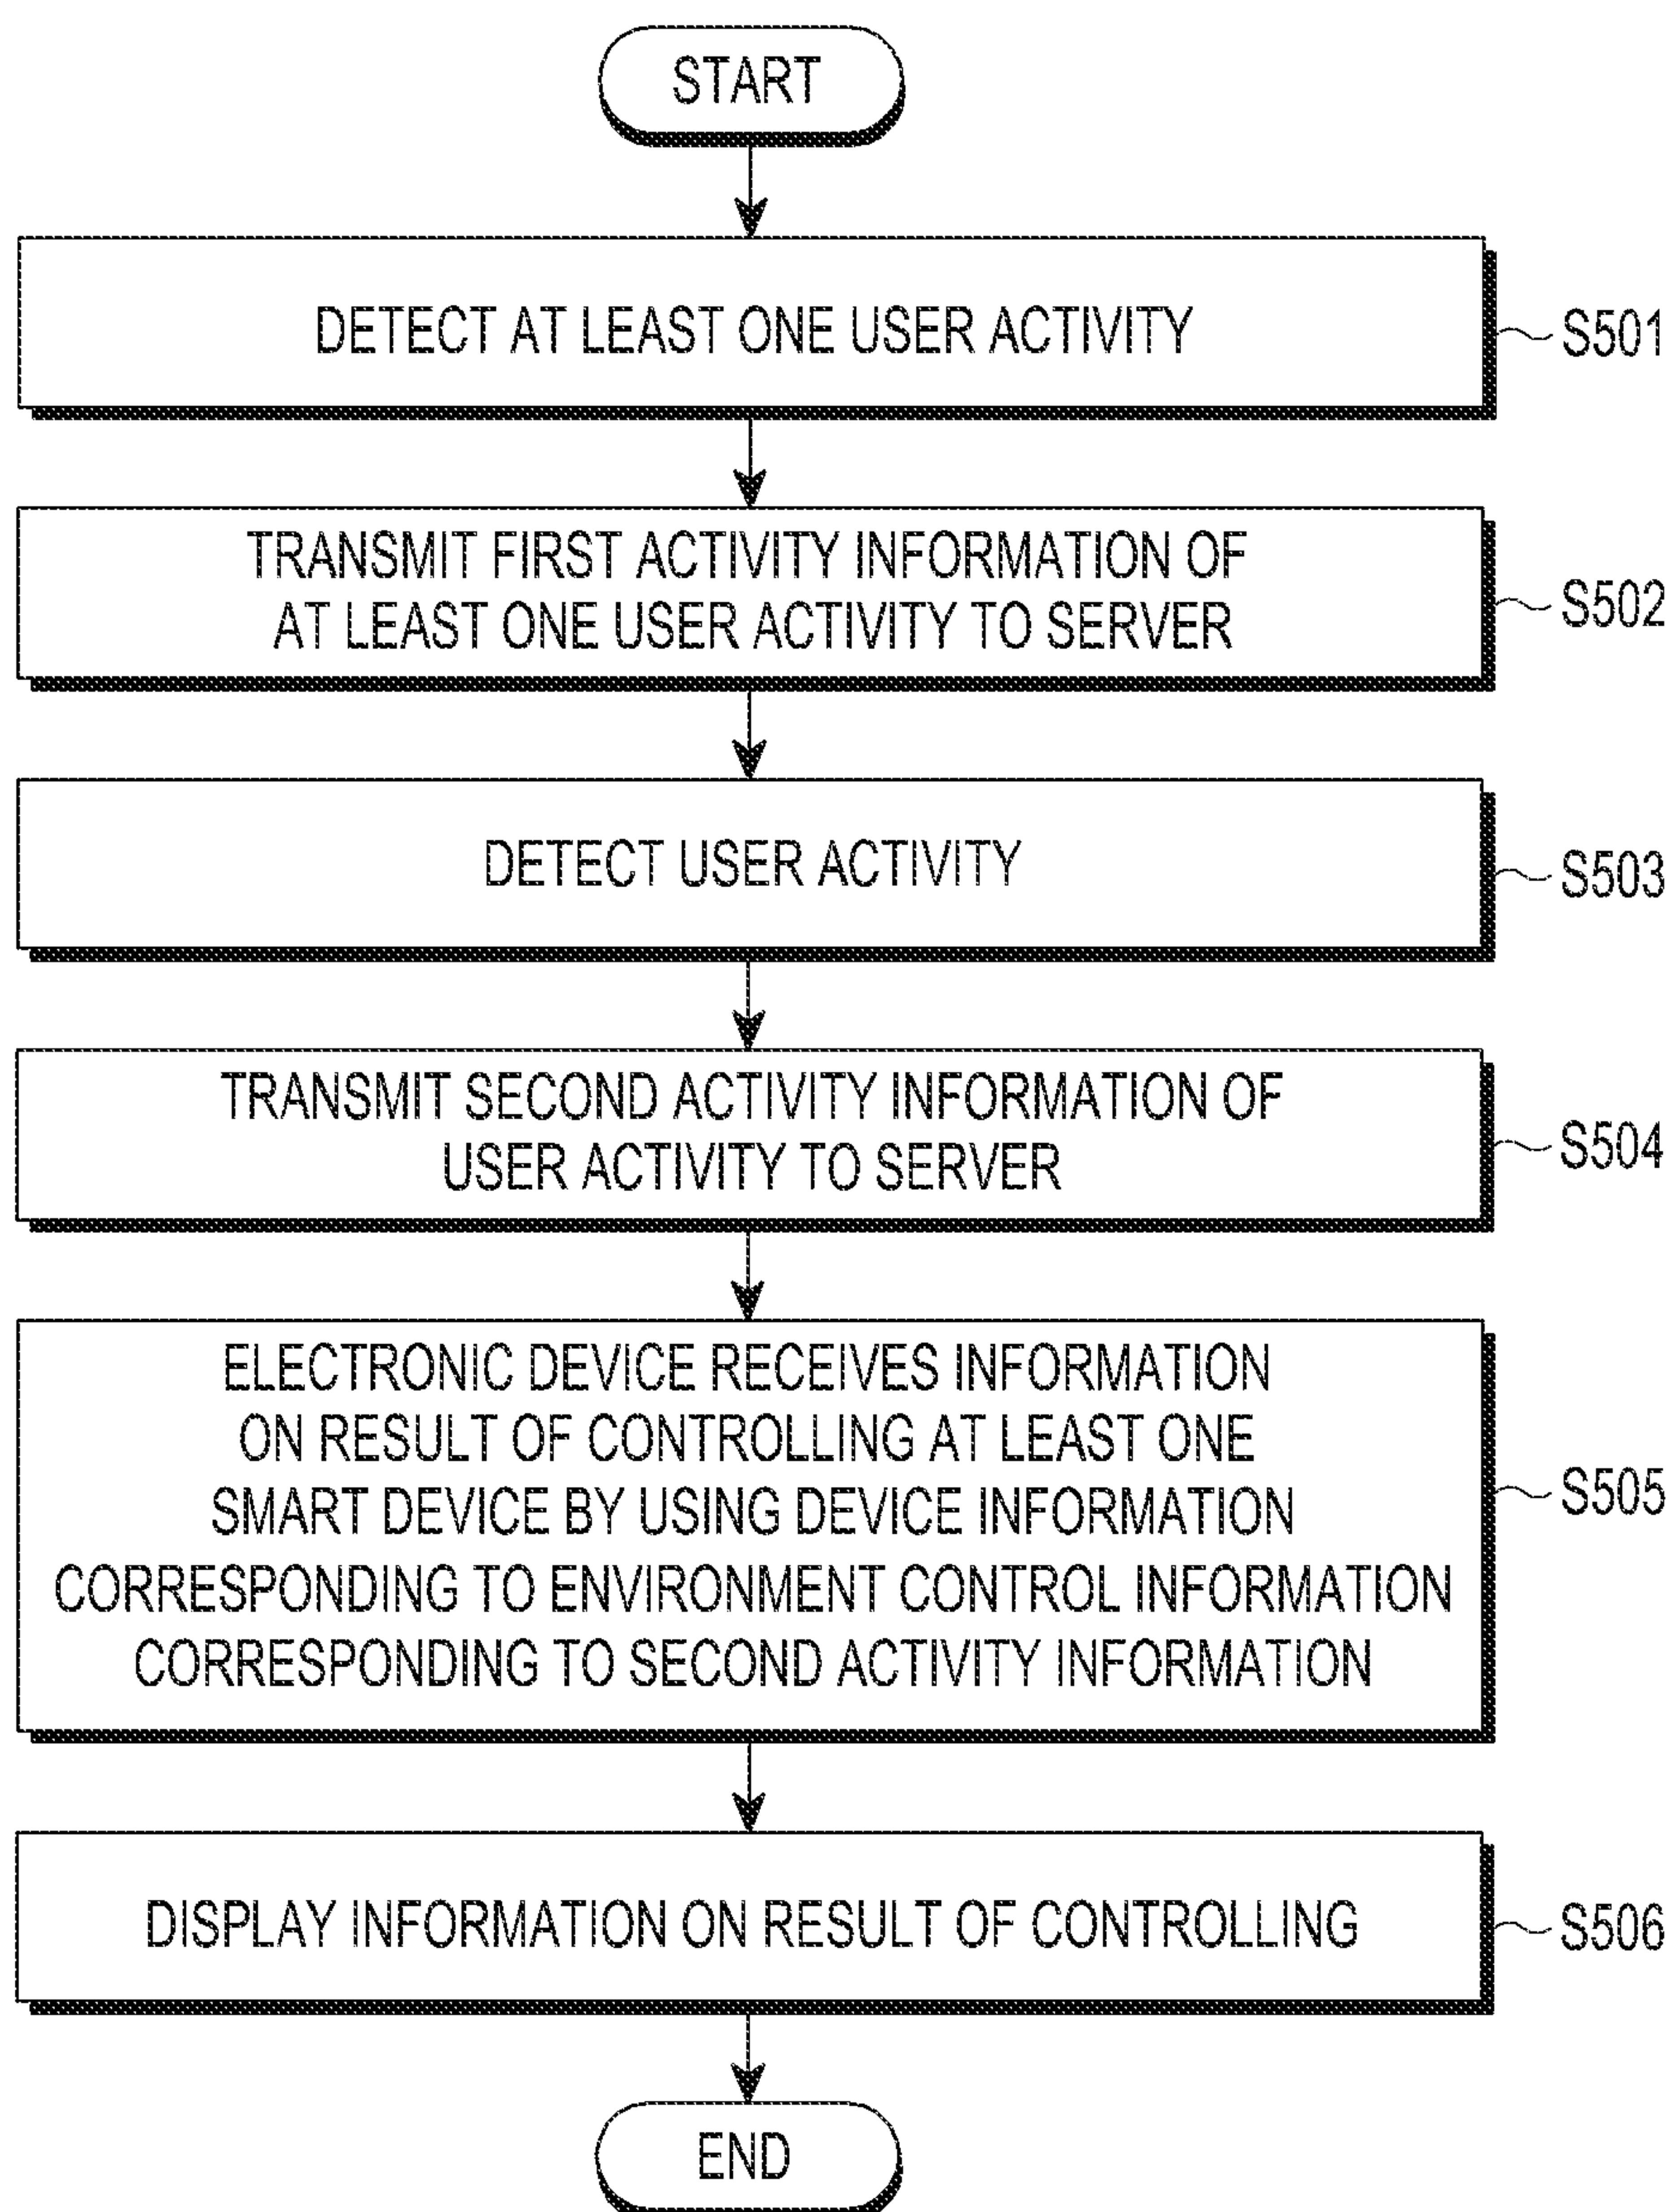 START
DETECT AT LEAST ONE USER ACTIVITY
S501
TRANSMIT FIRST ACTIVITY INFORMATION OF
AT LEAST ONE USER ACTIVITY TO SERVER
S502
DETECT USER ACTIVITY
S503
TRANSMIT SECOND ACTIVITY INFORMATION OF
USER ACTIVITY TO SERVER
S504
ELECTRONIC DEVICE RECEIVES INFORMATION
ON RESULT OF CONTROLLING AT LEAST ONE
SMART DEVICE BY USING DEVICE INFORMATION
CORRESPONDING TO ENVIRONMENT CONTROL INFORMATION
CORRESPONDING TO SECOND ACTIVITY INFORMATION
S505
DISPLAY INFORMATION ON RESULT OF CONTROLLING
S506
END